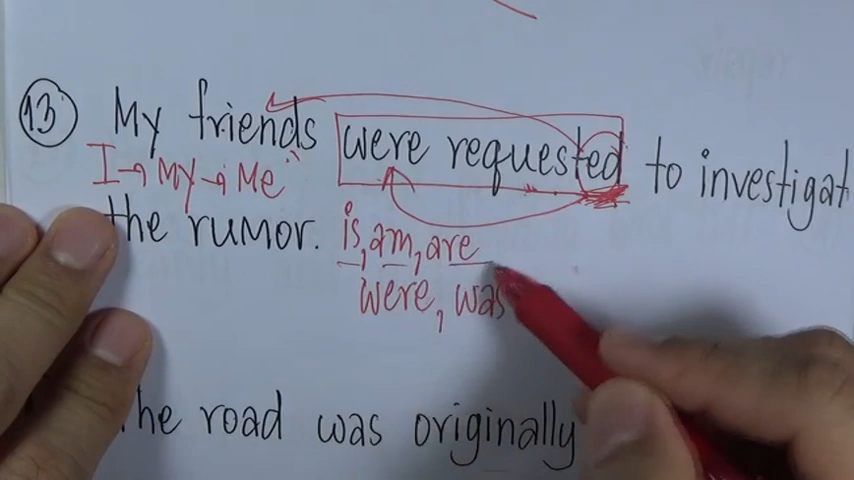 13 My friends were requested to investigat
I → My → Me
the rumor. is, am, are
were, was
he road was originally